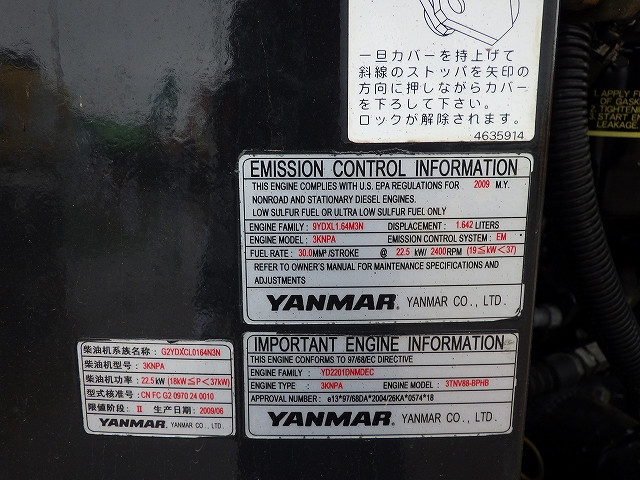 一旦カバーを持上げて
斜線のストッパを矢印の
方向に押しながらカバー
を下ろして下さい。
ロックが解除されます。
4635914
EMISSION CONTROL INFORMATION
THIS ENGINE COMPLIES WITH U.S. EPA REGULATIONS FOR 2009 M.Y.
NONROAD AND STATIONARY DIESEL ENGINES.
LOW SULFUR FUEL OR ULTRA LOW SULFUR FUEL ONLY
ENGINE FAMILY: 9YDXL1.64M3N DISPLACEMENT: 1.642 LITERS
ENGINE MODEL: 3KNPA EMISSION CONTROL SYSTEM: EM
FUEL RATE: 30.0MM³/STROKE @ 22.5 kW/ 2400RPM (19≦kW<37)
REFER TO OWNER'S MANUAL FOR MAINTENANCE SPECIFICATIONS AND
ADJUSTMENTS
YANMAR YANMAR CO., LTD.
IMPORTANT ENGINE INFORMATION
THIS ENGINE CONFORMS TO 97/68/EC DIRECTIVE
ENGINE FAMILY: YD2201DNMDEC
ENGINE TYPE : 3KNPA ENGINE MODEL: 3TNV88-BPHB
APPROVAL NUMBER: e13*97/68DA*2004/26KA*0574*18
YANMAR YANMAR CO., LTD.
柴油机系族名称: G2YDXCL0164N3N
柴油机型号: 3KNPA
柴油机功率: 22.5 kW (18kW≦P<37kW)
型式核准号: CN FC G2 0970 24 0010
限值阶段: II 生产日期: 2009/06
YANMAR YANMAR CO., LTD.
1. APPLY
OF GASO
2. TIGHTEN
3. START EN
LEAKAGE.